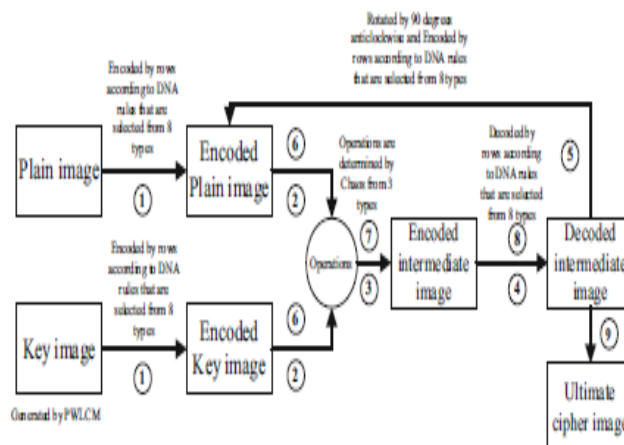 Rotated by 90 degrees
anticlockwise and Encoded by
rows according to DNA rules
that are selected from 8 types
Encoded by rows
according to DNA
rules that are
selected from 8
types
Plain image
1
Encoded
Plain image
6
2
Operations are
determined by
Chaos from 3
types
Operations
7
3
Encoded
intermediate
image
Decoded by
rows according
to DNA rules
that are selected
from 8 types
8
4
5
Decoded
intermediate
image
Encoded by rows
according to DNA
rules that are
selected from 8
types
Key image
1
Encoded
Key image
6
2
Generated by PWLCM
9
Ultimate
cipher image